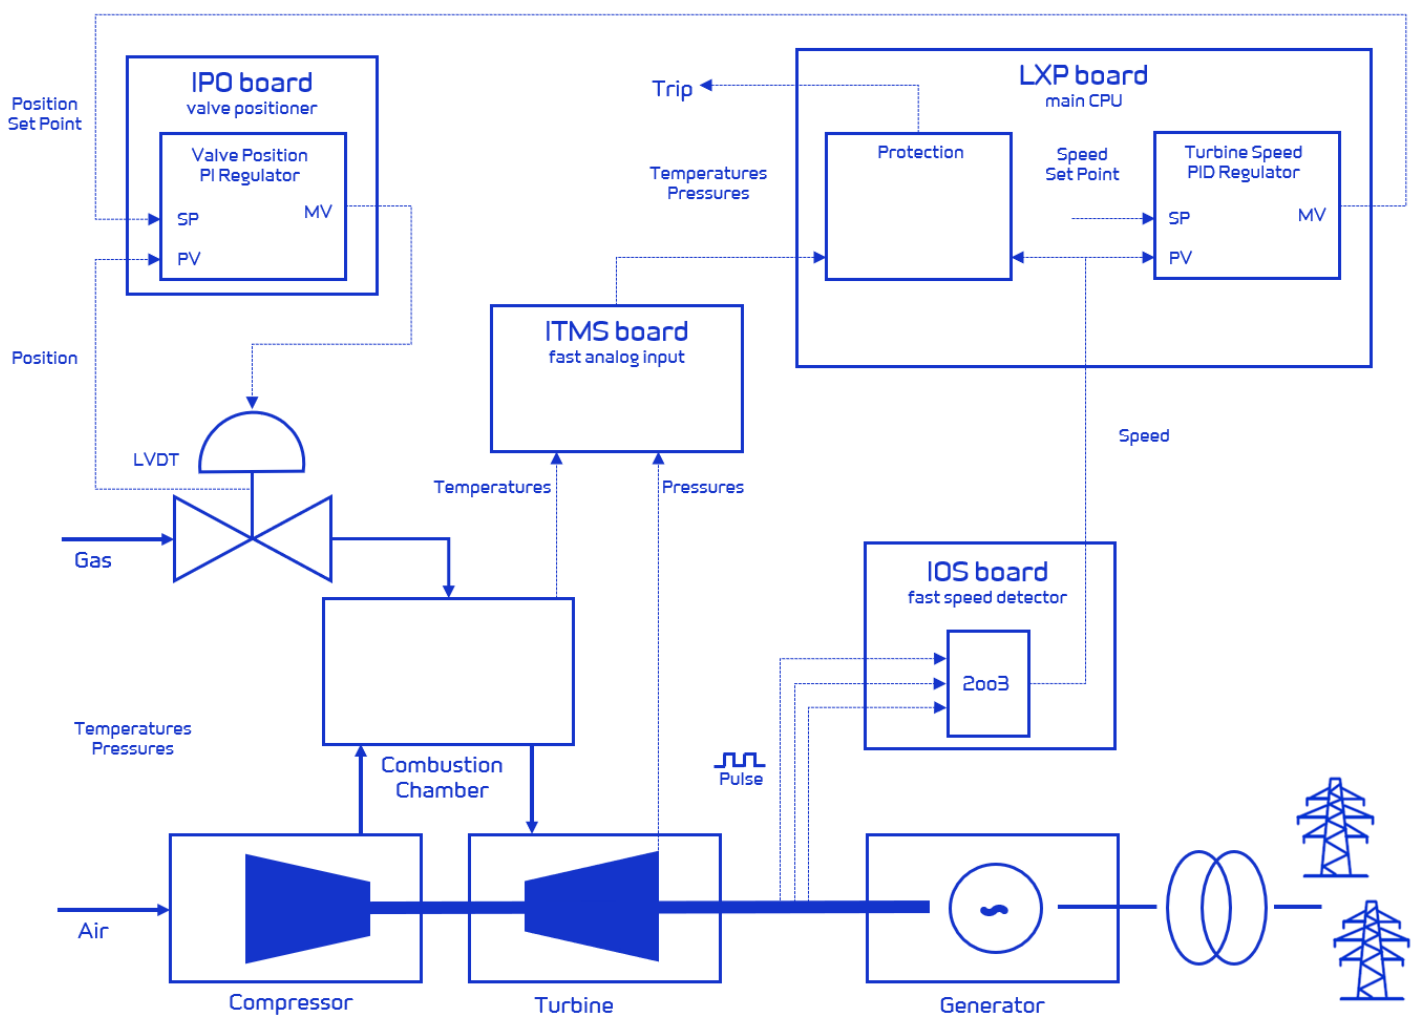 Position
Set Point
IPO board
valve positioner
Valve Position
PI Regulator
SP
MV
PV
Position
LVDT
Gas
Trip
Temperatures
Pressures
LXP board
main CPU
Protection
Speed
Set Point
Turbine Speed
PID Regulator
SP
MV
PV
ITMS board
fast analog input
Temperatures
Pressures
Speed
IOS board
fast speed detector
2oo3
Temperatures
Pressures
Combustion
Chamber
Pulse
Air
Compressor
Turbine
Generator